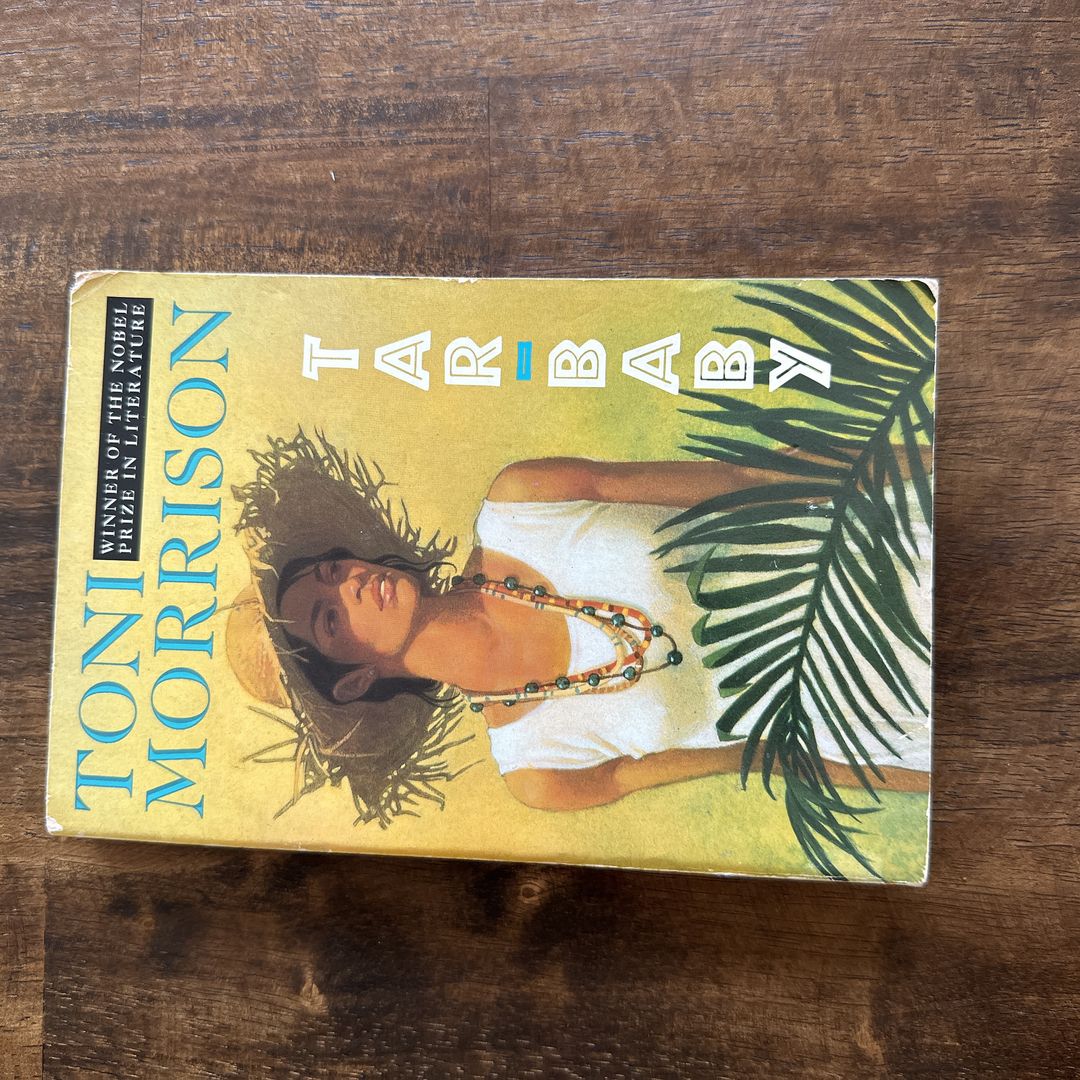 TONI
WINNER OF THE NOBEL
PRIZE IN LITERATURE
MORRISON
TAR-BABY